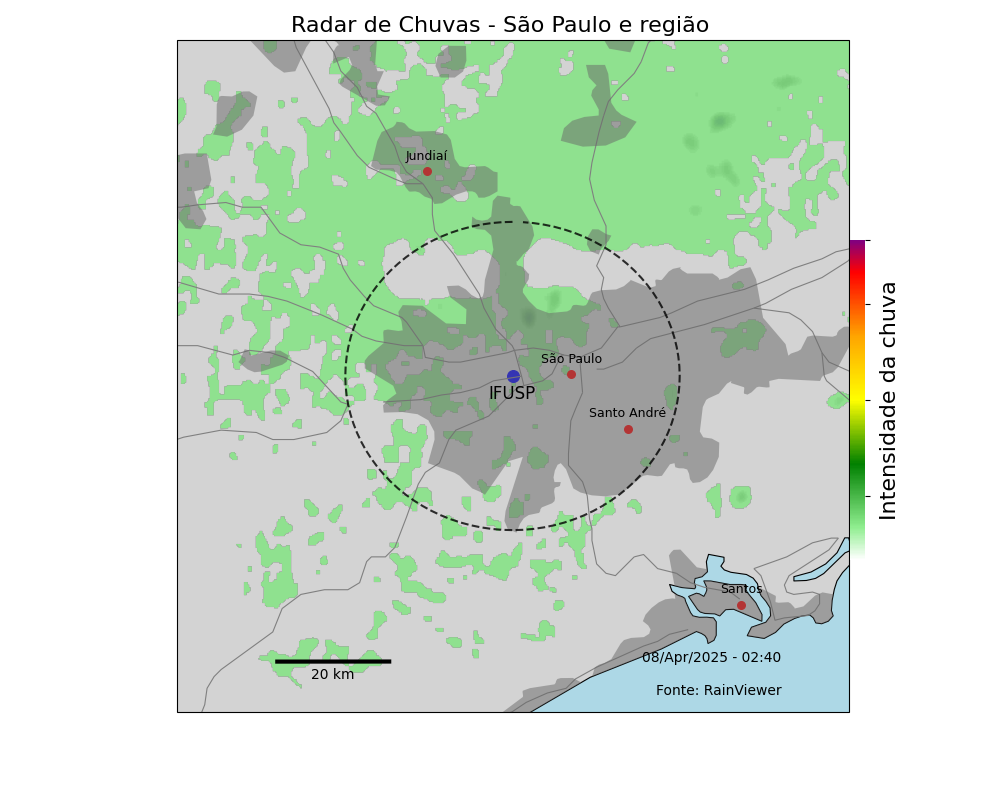 Radar de Chuvas - São Paulo e região
Jundiaí
São Paulo
IFUSP
Santo André
Santos
20 km
08/Apr/2025 - 02:40
Fonte: RainViewer
Intensidade da chuva